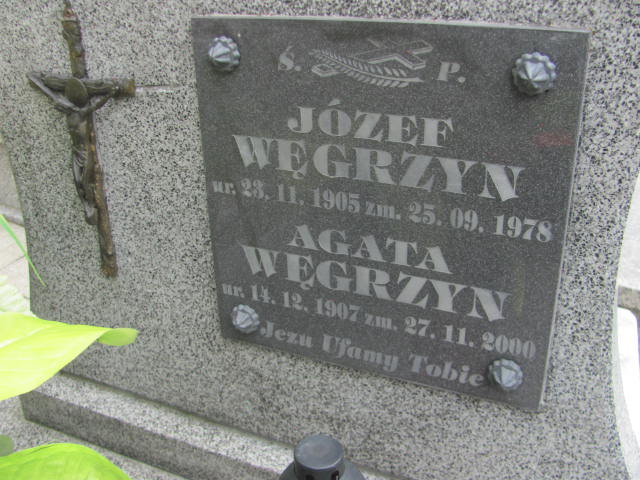 Ś. P.
JÓZEF
WĘGRZYN
ur. 23. 11. 1905 zm. 25. 09. 1978
AGATA
WĘGRZYN
ur. 14. 12. 1907 zm. 27. 11. 2000
Jezu Ufamy Tobie